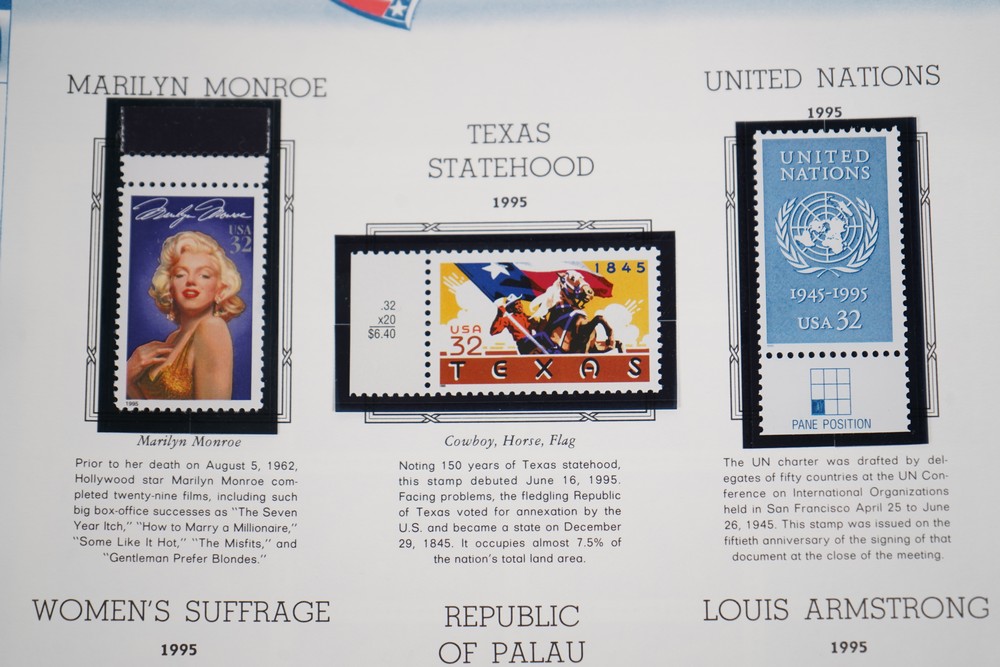 MARILYN MONROE
Marilyn Monroe
USA
32
1995
Marilyn Monroe
Prior to her death on August 5, 1962,
Hollywood star Marilyn Monroe com-
pleted twenty-nine films, including such
big box-office successes as "The Seven
Year Itch," "How to Marry a Millionaire,"
"Some Like It Hot," "The Misfits," and
"Gentleman Prefer Blondes."
TEXAS
STATEHOOD
1995
.32
x20
$6.40
1845
USA
32
TEXAS
Cowboy, Horse, Flag
Noting 150 years of Texas statehood,
this stamp debuted June 16, 1995.
Facing problems, the fledgling Republic
of Texas voted for annexation by the
U.S. and became a state on December
29, 1845. It occupies almost 7.5% of
the nation's total land area.
UNITED NATIONS
1995
UNITED
NATIONS
1945-1995
USA 32
PANE POSITION
The UN charter was drafted by del-
egates of fifty countries at the UN Con-
ference on International Organizations
held in San Francisco April 25 to June
26, 1945. This stamp was issued on the
fiftieth anniversary of the signing of that
document at the close of the meeting.
WOMEN'S SUFFRAGE
1995
REPUBLIC
OF PALAU
LOUIS ARMSTRONG
1995